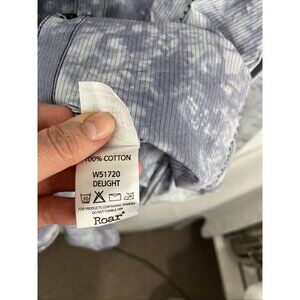 100% COTTON
W51720
DELIGHT
FOR PRODUCTS CONTAINING SPANDEX
DO NOT TUMBLE DRY
Roar